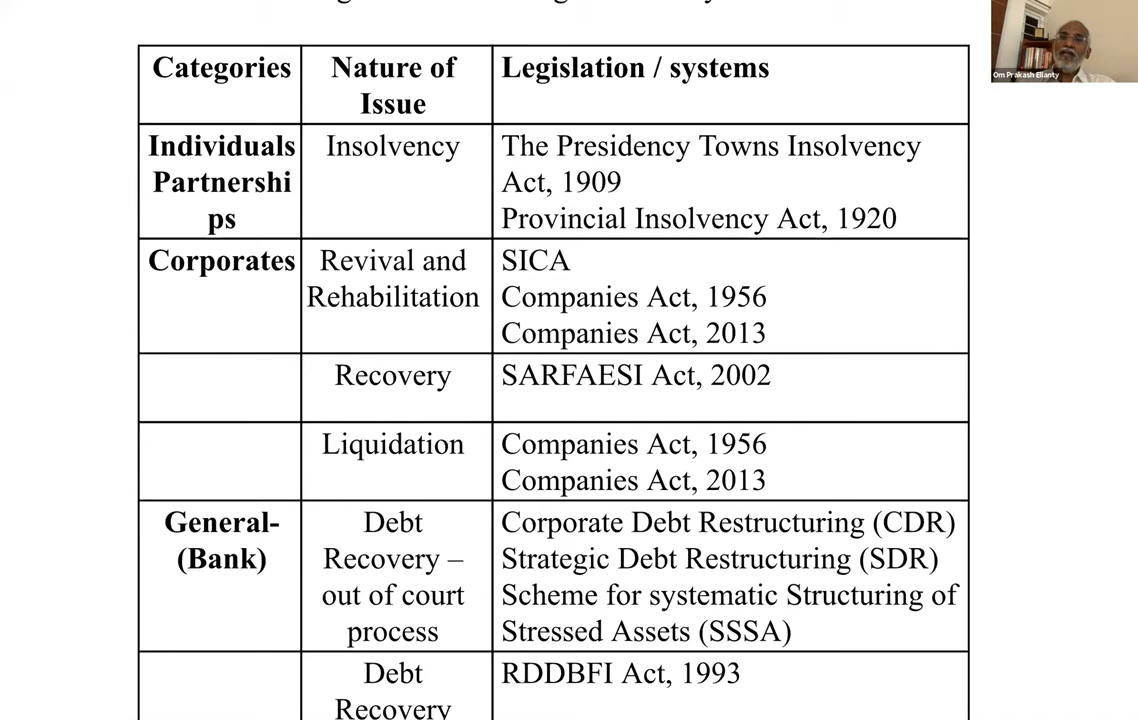 Categories
Nature of
Issue
Legislation / systems
Individuals
Partnershi
ps
Insolvency
The Presidency Towns Insolvency
Act, 1909
Provincial Insolvency Act, 1920
Corporates
Revival and
Rehabilitation
SICA
Companies Act, 1956
Companies Act, 2013
Recovery
SARFAESI Act, 2002
Liquidation
Companies Act, 1956
Companies Act, 2013
General-
(Bank)
Debt
Recovery –
out of court
process
Corporate Debt Restructuring (CDR)
Strategic Debt Restructuring (SDR)
Scheme for systematic Structuring of
Stressed Assets (SSSA)
Debt
Recovery
RDDBFI Act, 1993
Om Prakash Ellanty